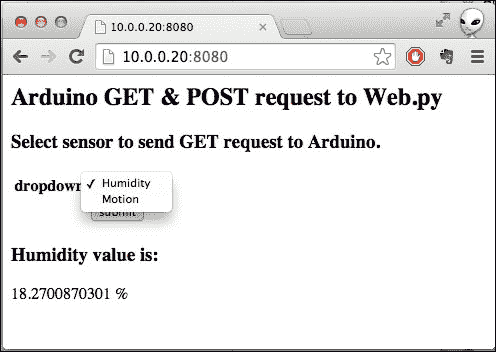 10.0.0.20:8080
10.0.0.20:8080
Arduino GET & POST request to Web.py
Select sensor to send GET request to Arduino.
dropdown
✓ Humidity
Motion
submit
Humidity value is:
18.2700870301 %